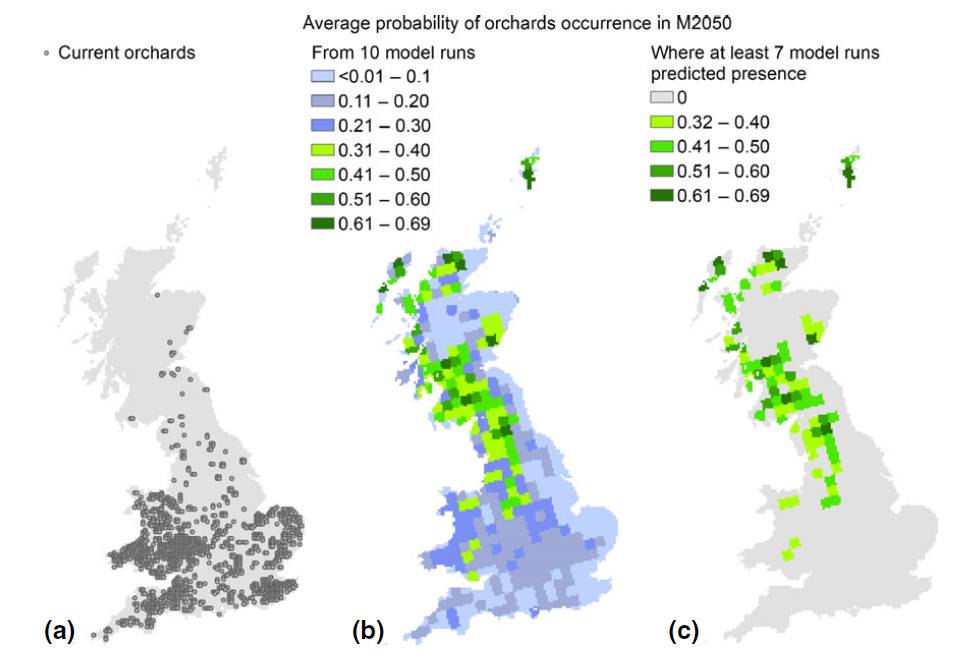 Average probability of orchards occurrence in M2050
Current orchards
From 10 model runs
<0.01 – 0.1
0.11 – 0.20
0.21 – 0.30
0.31 – 0.40
0.41 – 0.50
0.51 – 0.60
0.61 – 0.69
Where at least 7 model runs
predicted presence
0
0.32 – 0.40
0.41 – 0.50
0.51 – 0.60
0.61 – 0.69
(a)
(b)
(c)